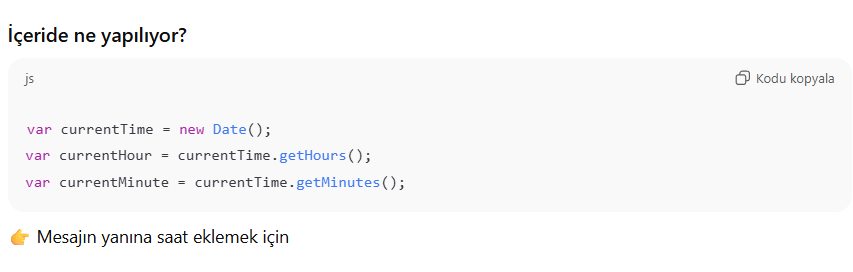 İçeride ne yapılıyor?
js
Kodu kopyala
var currentTime = new Date();
var currentHour = currentTime.getHours();
var currentMinute = currentTime.getMinutes();
👉 Mesajın yanına saat eklemek için